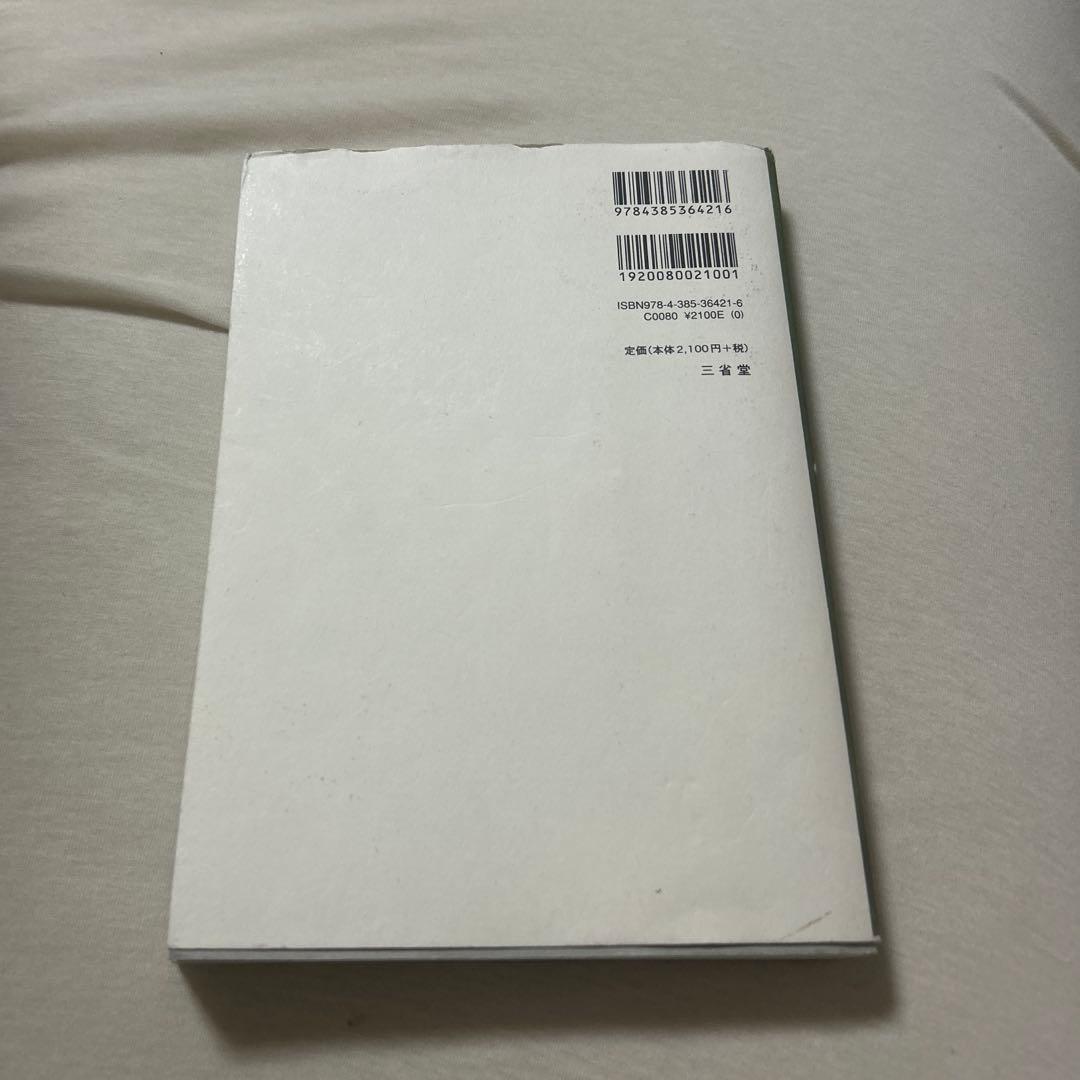 9784385364216
1920080021001
ISBN978-4-385-36421-6
C0080 ¥2100E (0)
定価(本体2,100円+税)
三省堂